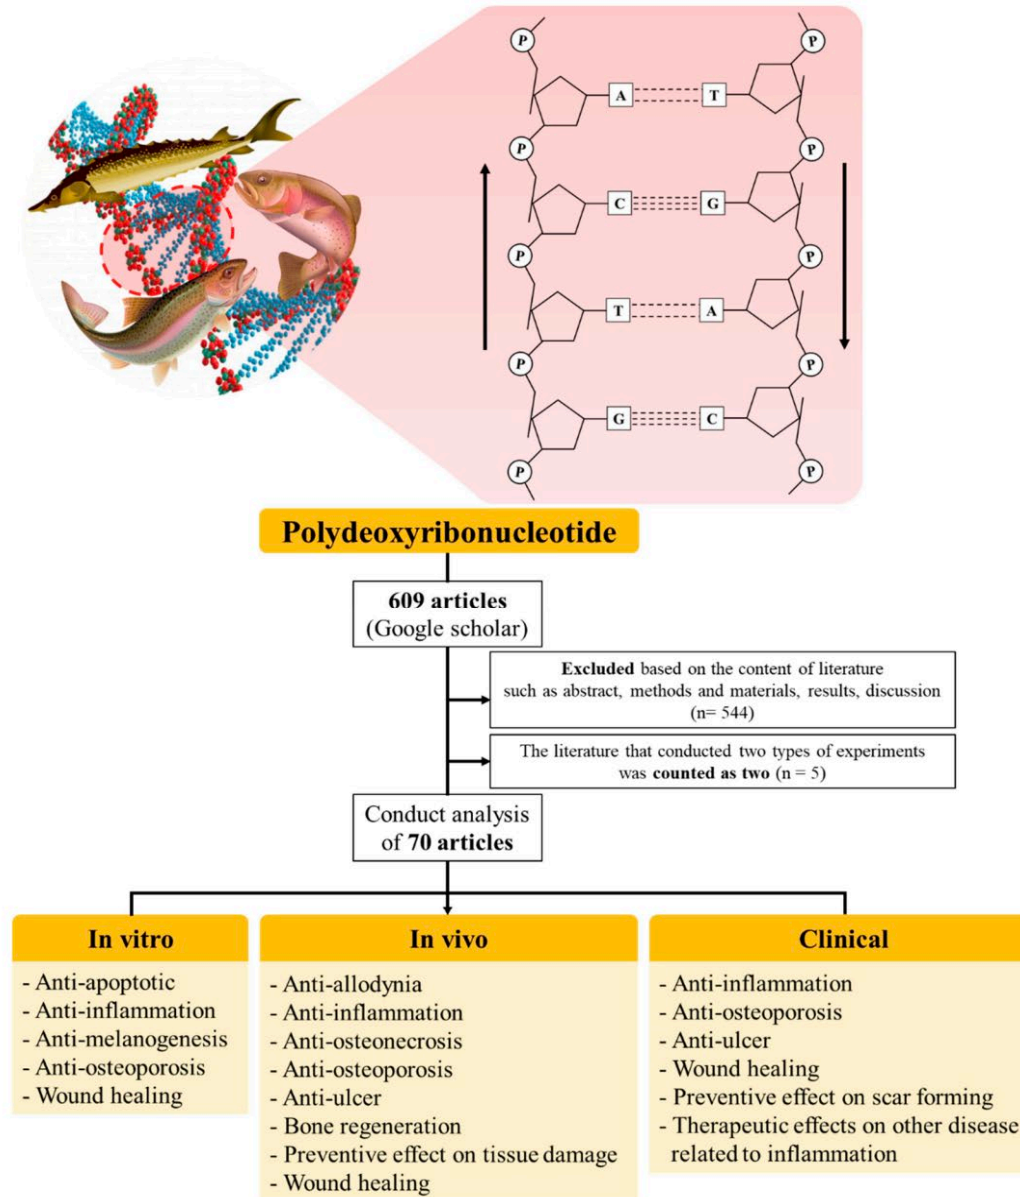 P P
A T
P P
C G
P P
T A
P P
G C
P P
Polydeoxyribonucleotide
609 articles
(Google scholar)
Excluded based on the content of literature
such as abstract, methods and materials, results, discussion
(n= 544)
The literature that conducted two types of experiments
was counted as two (n = 5)
Conduct analysis
of 70 articles
In vitro
- Anti-apoptotic
- Anti-inflammation
- Anti-melanogenesis
- Anti-osteoporosis
- Wound healing
In vivo
- Anti-allodynia
- Anti-inflammation
- Anti-osteonecrosis
- Anti-osteoporosis
- Anti-ulcer
- Bone regeneration
- Preventive effect on tissue damage
- Wound healing
Clinical
- Anti-inflammation
- Anti-osteoporosis
- Anti-ulcer
- Wound healing
- Preventive effect on scar forming
- Therapeutic effects on other disease
related to inflammation